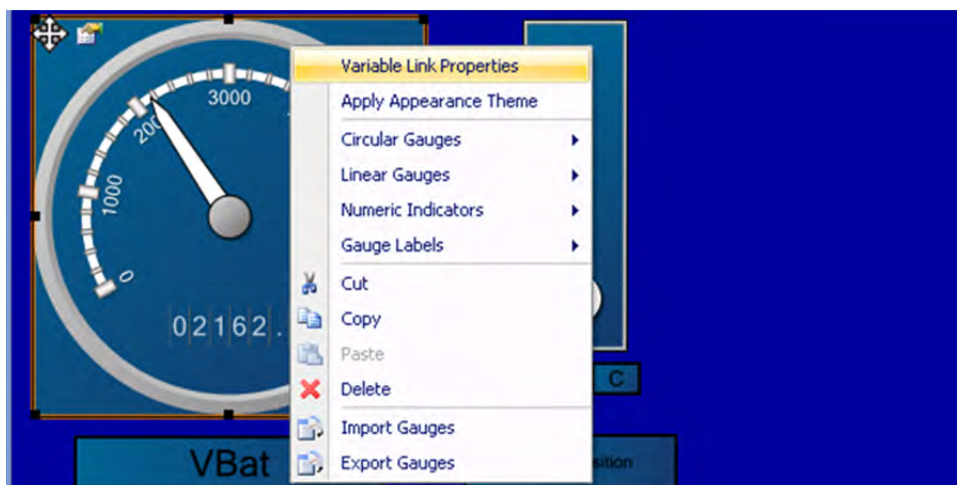 3000
2000
1000
0
02162.
Variable Link Properties
Apply Appearance Theme
Circular Gauges
Linear Gauges
Numeric Indicators
Gauge Labels
Cut
Copy
Paste
Delete
Import Gauges
Export Gauges
C
VBat
sition